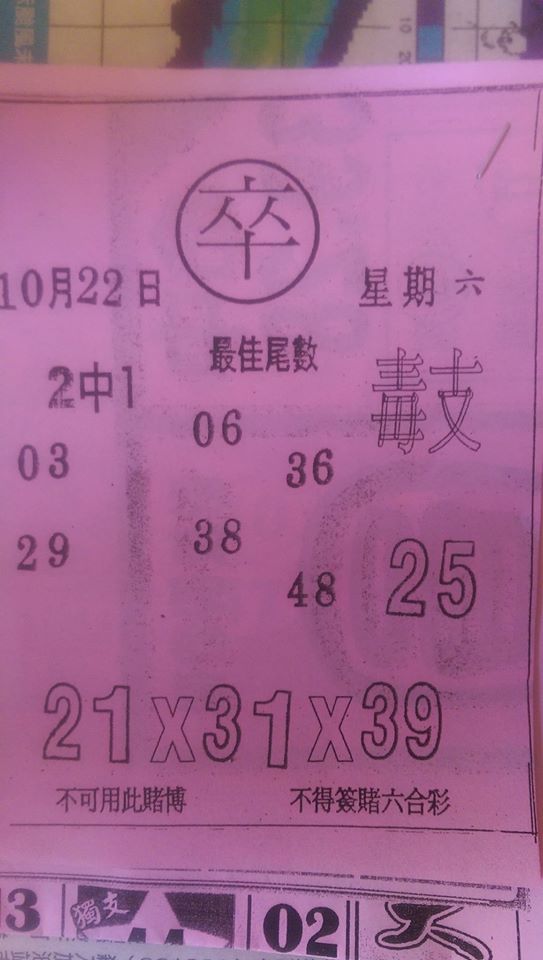 卒
10月22日
星期六
最佳尾數
2中1
毒支
06
03
36
38
29
48
25
21X31X39
不可用此賭博
不得簽賭六合彩
獨支
02